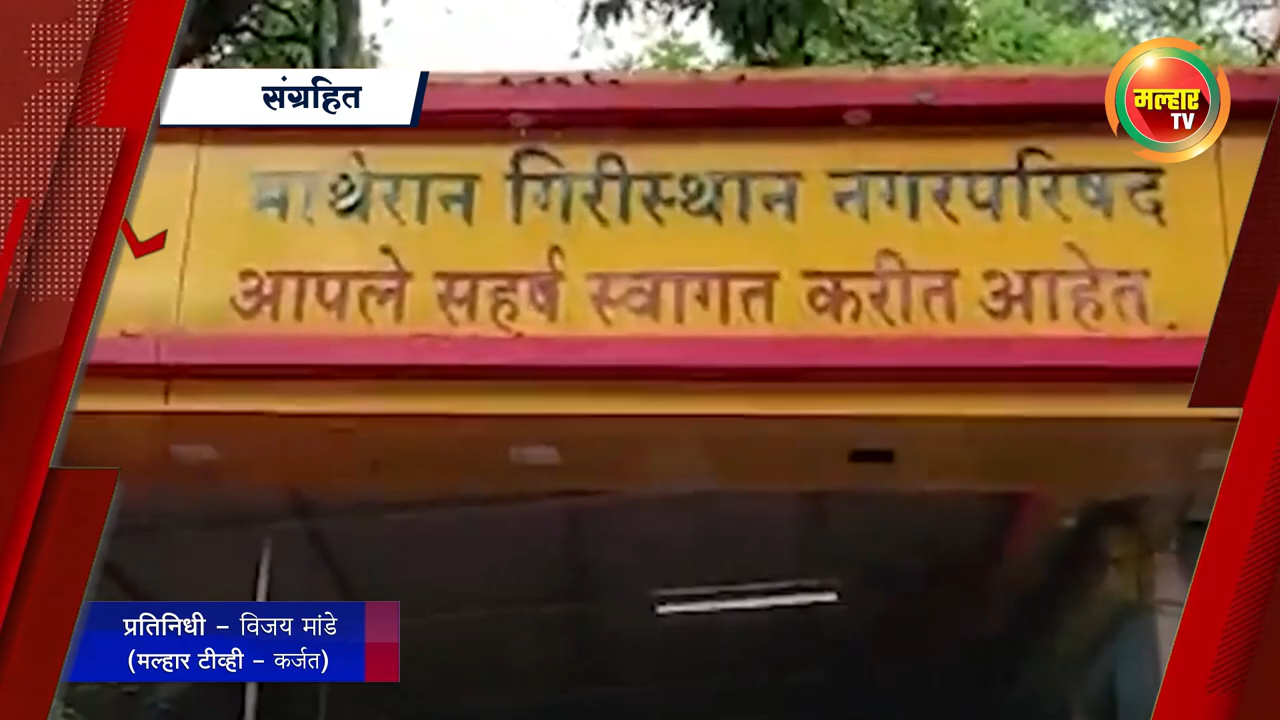 संग्रहित
मल्हार
TV
माथेरान गिरीस्थान नगरपरिषद
आपले सहर्ष स्वागत करीत आहेत
प्रतिनिधी – विजय मांडे
(मल्हार टीव्ही – कर्जत)